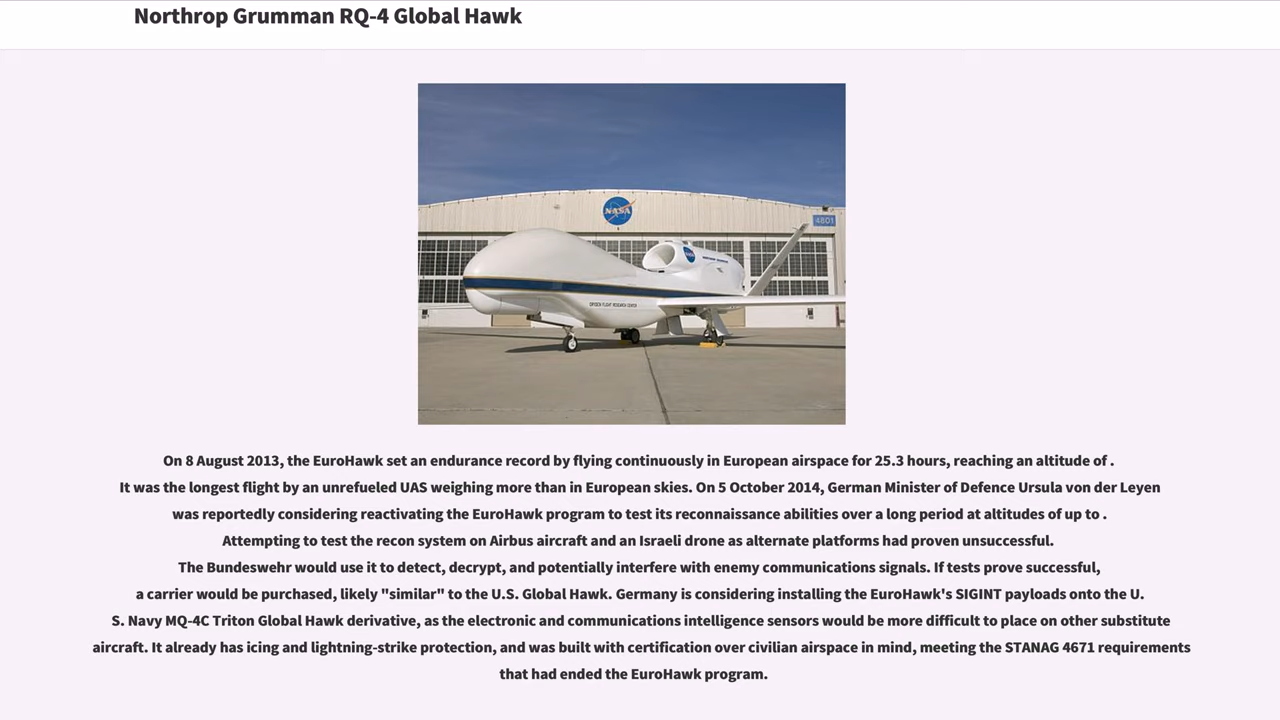 Northrop Grumman RQ-4 Global Hawk
NASA
4801
NASA
DRYDEN FLIGHT RESEARCH CENTER
On 8 August 2013, the EuroHawk set an endurance record by flying continuously in European airspace for 25.3 hours, reaching an altitude of .
It was the longest flight by an unrefueled UAS weighing more than in European skies. On 5 October 2014, German Minister of Defence Ursula von der Leyen
was reportedly considering reactivating the EuroHawk program to test its reconnaissance abilities over a long period at altitudes of up to .
Attempting to test the recon system on Airbus aircraft and an Israeli drone as alternate platforms had proven unsuccessful.
The Bundeswehr would use it to detect, decrypt, and potentially interfere with enemy communications signals. If tests prove successful,
a carrier would be purchased, likely "similar" to the U.S. Global Hawk. Germany is considering installing the EuroHawk's SIGINT payloads onto the U.
S. Navy MQ-4C Triton Global Hawk derivative, as the electronic and communications intelligence sensors would be more difficult to place on other substitute
aircraft. It already has icing and lightning-strike protection, and was built with certification over civilian airspace in mind, meeting the STANAG 4671 requirements
that had ended the EuroHawk program.